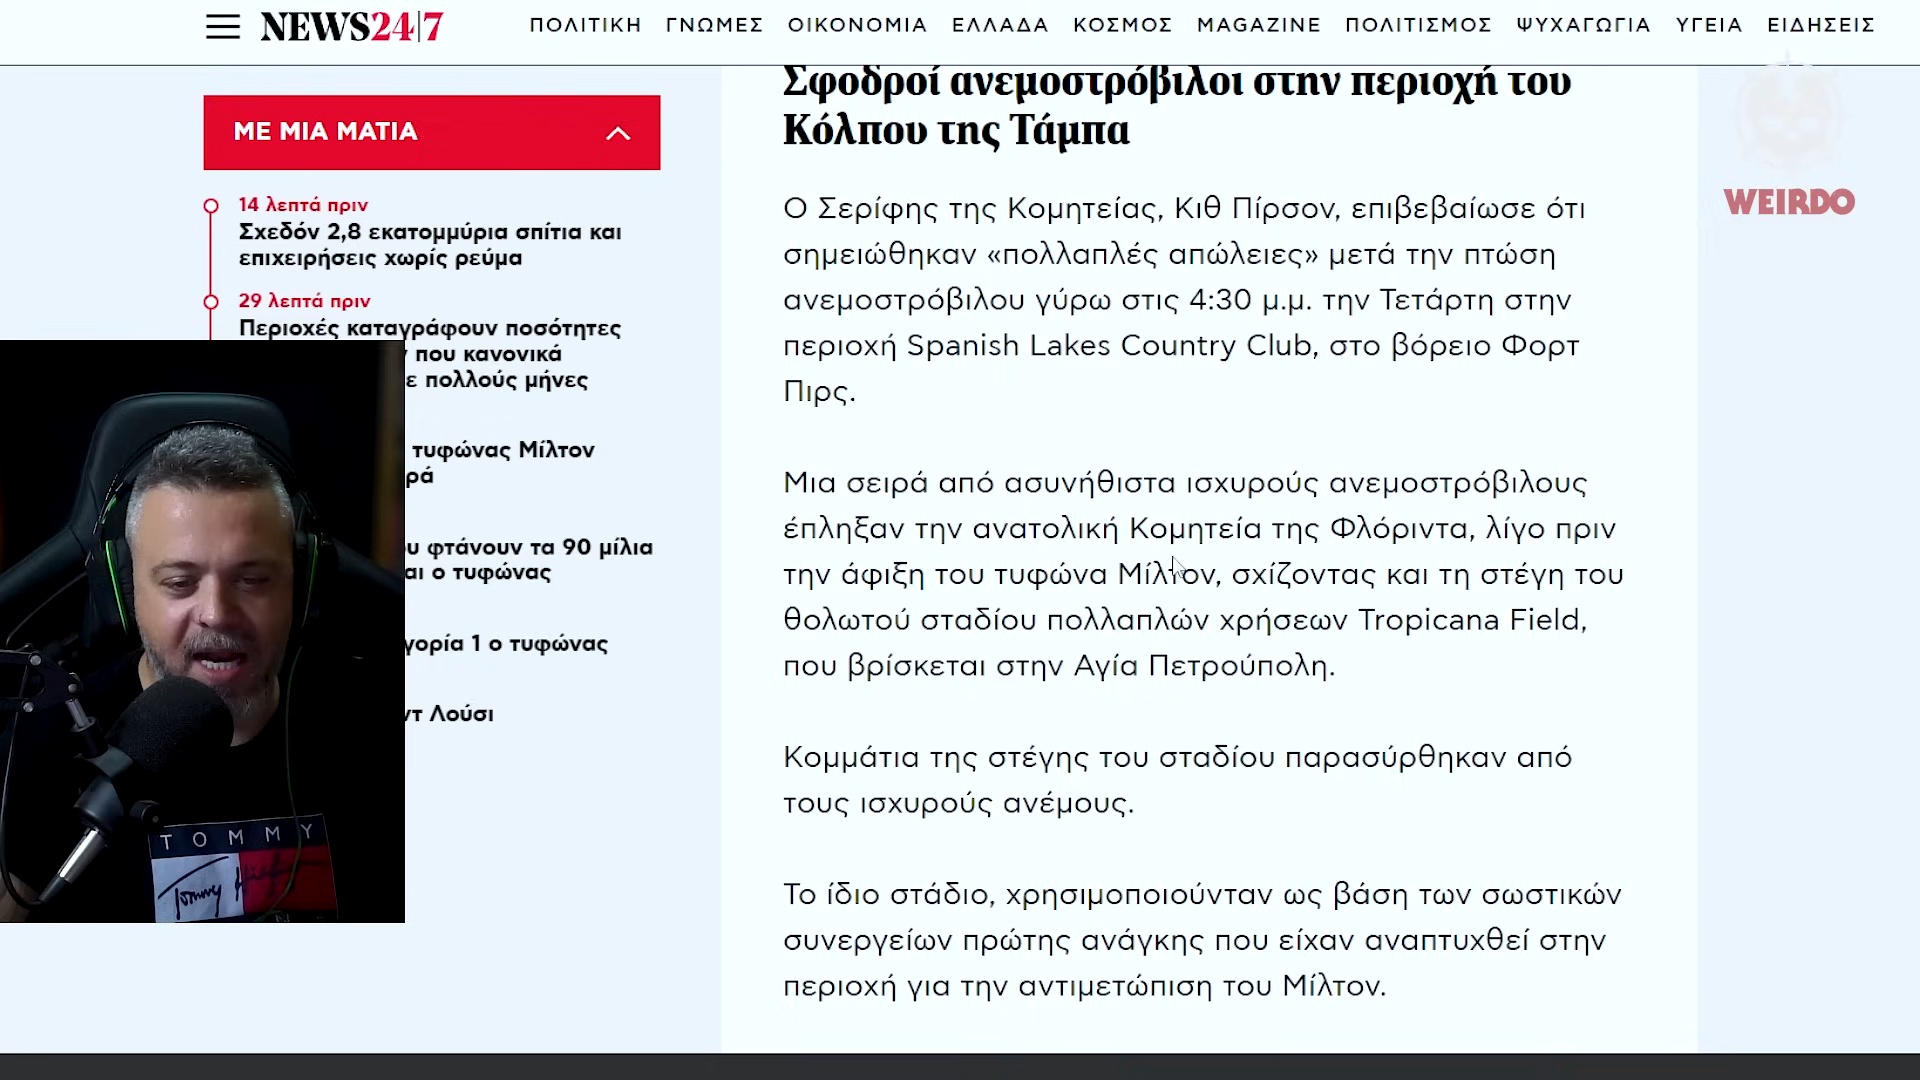 NEWS24|7
ΠΟΛΙΤΙΚΗ ΓΝΩΜΕΣ ΟΙΚΟΝΟΜΙΑ ΕΛΛΑΔΑ ΚΟΣΜΟΣ MAGAZINE ΠΟΛΙΤΙΣΜΟΣ ΨΥΧΑΓΩΓΙΑ ΥΓΕΙΑ ΕΙΔΗΣΕΙΣ
ΜΕ ΜΙΑ ΜΑΤΙΑ
14 λεπτά πριν
Σχεδόν 2,8 εκατομμύρια σπίτια και
επιχειρήσεις χωρίς ρεύμα
29 λεπτά πριν
Περιοχές καταγράφουν ποσότητες
που κανονικά
ε πολλούς μήνες
τυφώνας Μίλτον
ρά
υ φτάνουν τα 90 μίλια
αι ο τυφώνας
γορία 1 ο τυφώνας
ντ Λούσι
Σφοδροί ανεμοστρόβιλοι στην περιοχή του
Κόλπου της Τάμπα
Ο Σερίφης της Κομητείας, Κιθ Πίρσον, επιβεβαίωσε ότι
σημειώθηκαν «πολλαπλές απώλειες» μετά την πτώση
ανεμοστρόβιλου γύρω στις 4:30 μ.μ. την Τετάρτη στην
περιοχή Spanish Lakes Country Club, στο βόρειο Φορτ
Πιρς.
Μια σειρά από ασυνήθιστα ισχυρούς ανεμοστρόβιλους
έπληξαν την ανατολική Κομητεία της Φλόριντα, λίγο πριν
την άφιξη του τυφώνα Μίλτον, σχίζοντας και τη στέγη του
θολωτού σταδίου πολλαπλών χρήσεων Tropicana Field,
που βρίσκεται στην Αγία Πετρούπολη.
Κομμάτια της στέγης του σταδίου παρασύρθηκαν από
τους ισχυρούς ανέμους.
Το ίδιο στάδιο, χρησιμοποιούνταν ως βάση των σωστικών
συνεργείων πρώτης ανάγκης που είχαν αναπτυχθεί στην
περιοχή για την αντιμετώπιση του Μίλτον.
WEIRDO
TOMMY
Tommy